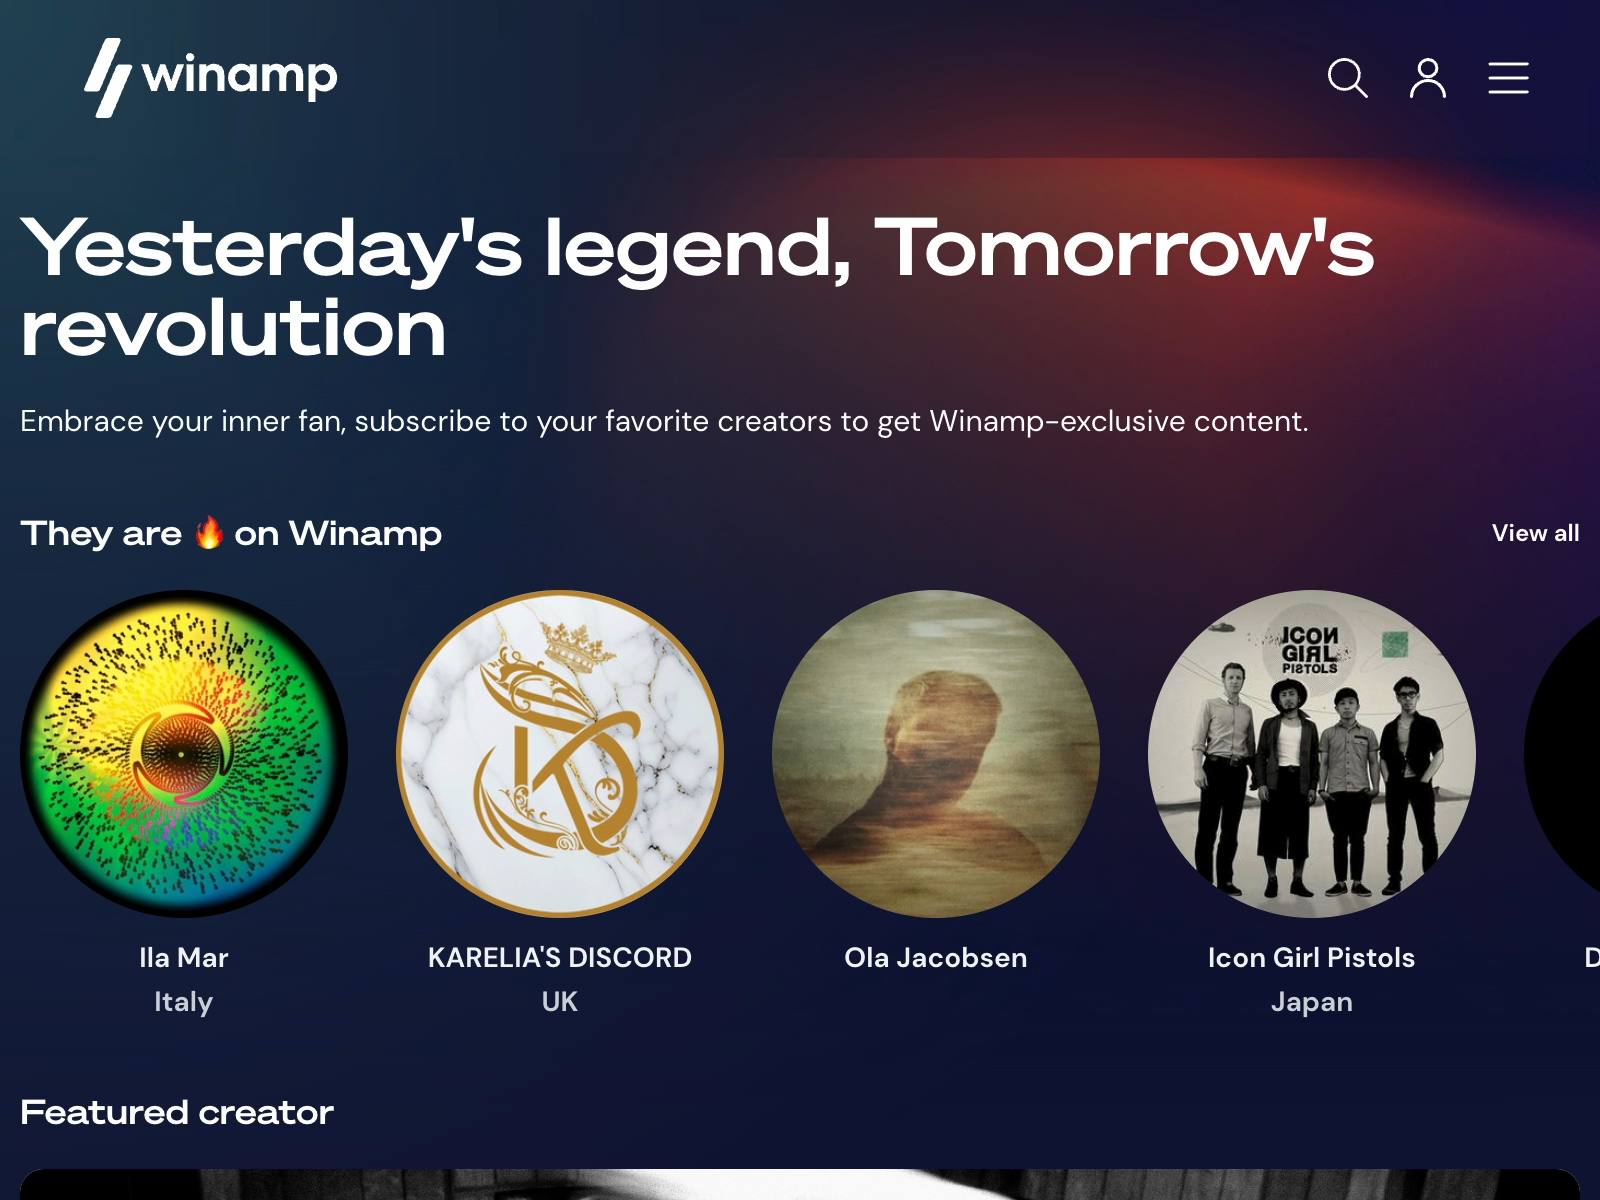 winamp
Yesterday's legend, Tomorrow's
revolution
Embrace your inner fan, subscribe to your favorite creators to get Winamp-exclusive content.
They are 🔥 on Winamp
View all
ICON
GIRL
PISTOLS
Ila Mar
KARELIA'S DISCORD
Ola Jacobsen
Icon Girl Pistols
D
Italy
UK
Japan
Featured creator